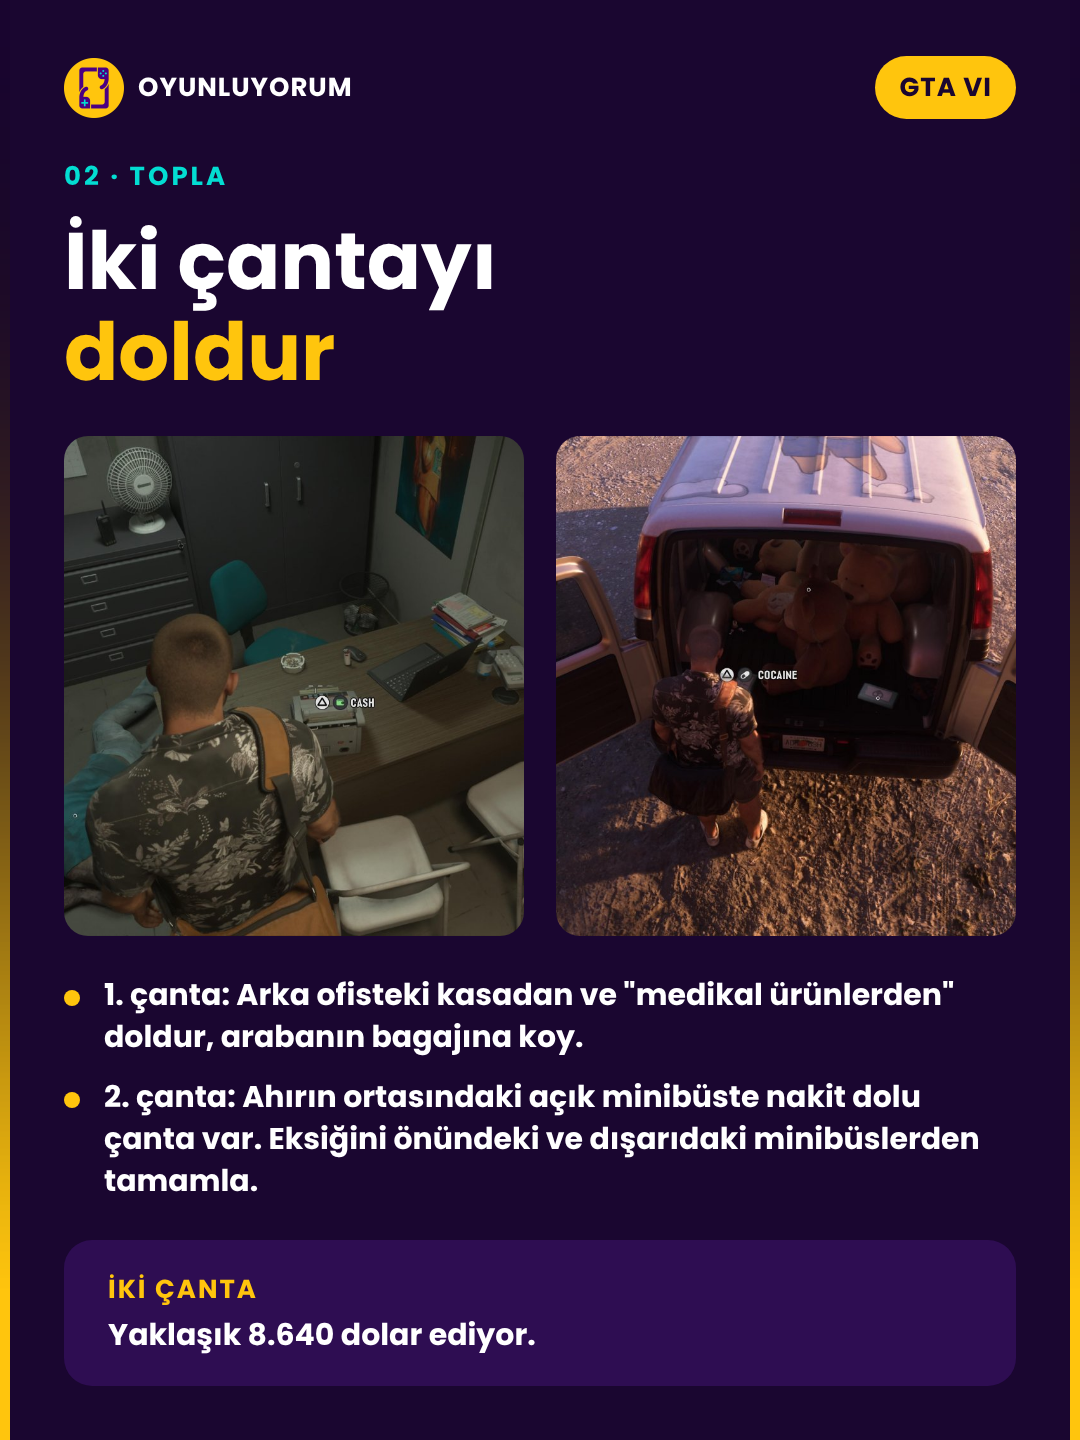 OYUNLUYORUM
GTA VI
02 · TOPLA
İki çantayı
doldur
CASH
COCAINE
1. çanta: Arka ofisteki kasadan ve "medikal ürünlerden"
doldur, arabanın bagajına koy.
2. çanta: Ahırın ortasındaki açık minibüste nakit dolu
çanta var. Eksiğini önündeki ve dışarıdaki minibüslerden
tamamla.
İKİ ÇANTA
Yaklaşık 8.640 dolar ediyor.